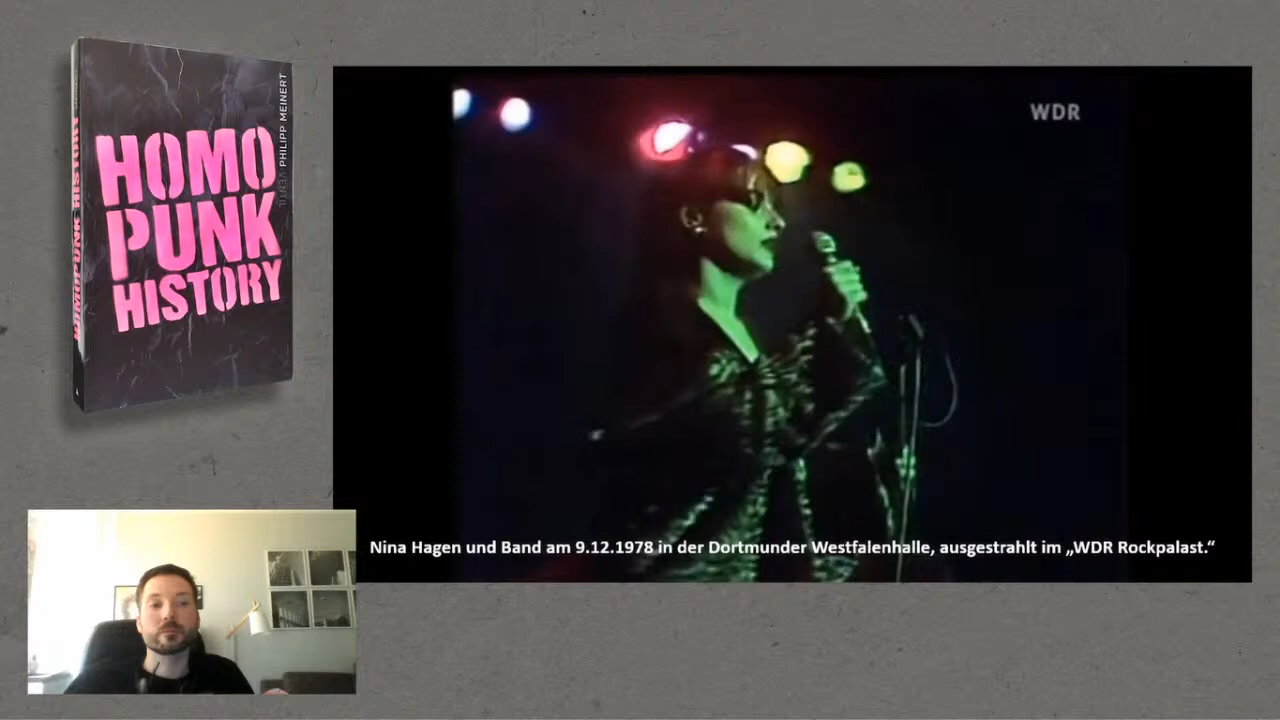 HOMO
PUNK
HISTORY
PHILIPP MEINERT
HOMOPUNK HISTORY
WDR
Nina Hagen und Band am 9.12.1978 in der Dortmunder Westfalenhalle, ausgestrahlt im „WDR Rockpalast.“